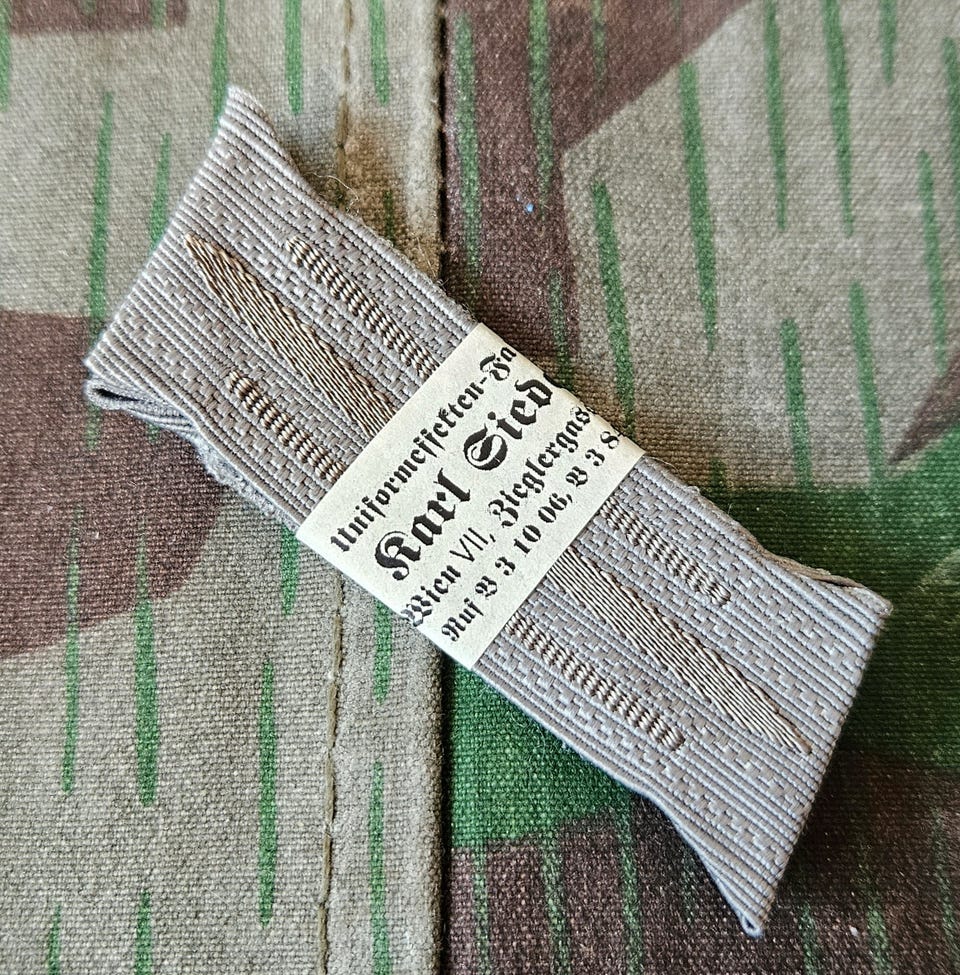 Uniformeffekten-Fa
Karl Sied
Wien VII, Zieglergass
Ruf B 3 10 06, B 3 8